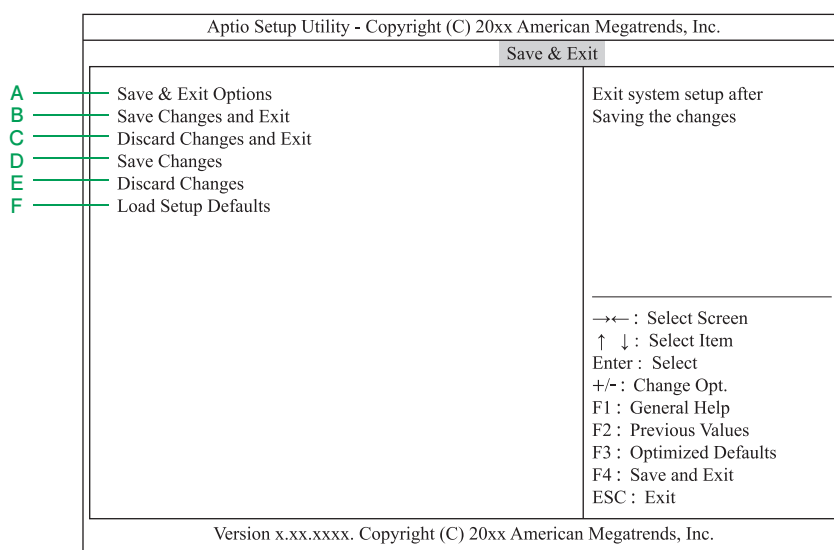 Aptio Setup Utility - Copyright (C) 20xx American Megatrends, Inc.
Save & Exit
A Save & Exit Options
B Save Changes and Exit
C Discard Changes and Exit
D Save Changes
E Discard Changes
F Load Setup Defaults
Exit system setup after
Saving the changes
→← : Select Screen
↑ ↓ : Select Item
Enter : Select
+/- : Change Opt.
F1 : General Help
F2 : Previous Values
F3 : Optimized Defaults
F4 : Save and Exit
ESC : Exit
Version x.xx.xxxx. Copyright (C) 20xx American Megatrends, Inc.